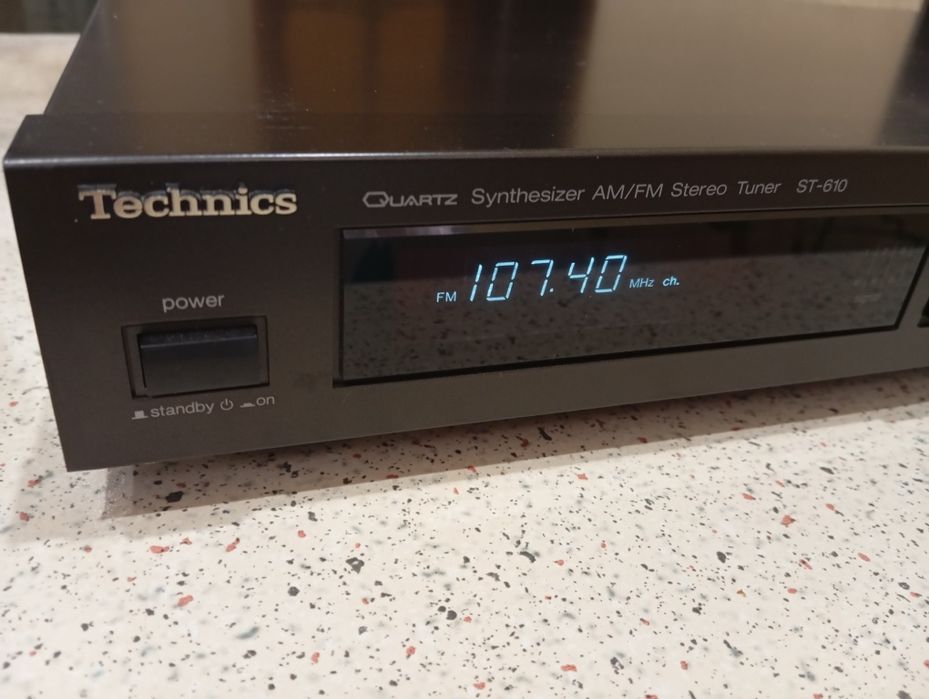 Technics
QUARTZ Synthesizer AM/FM Stereo Tuner ST-610
FM 107.40 MHz ch.
power
standby on